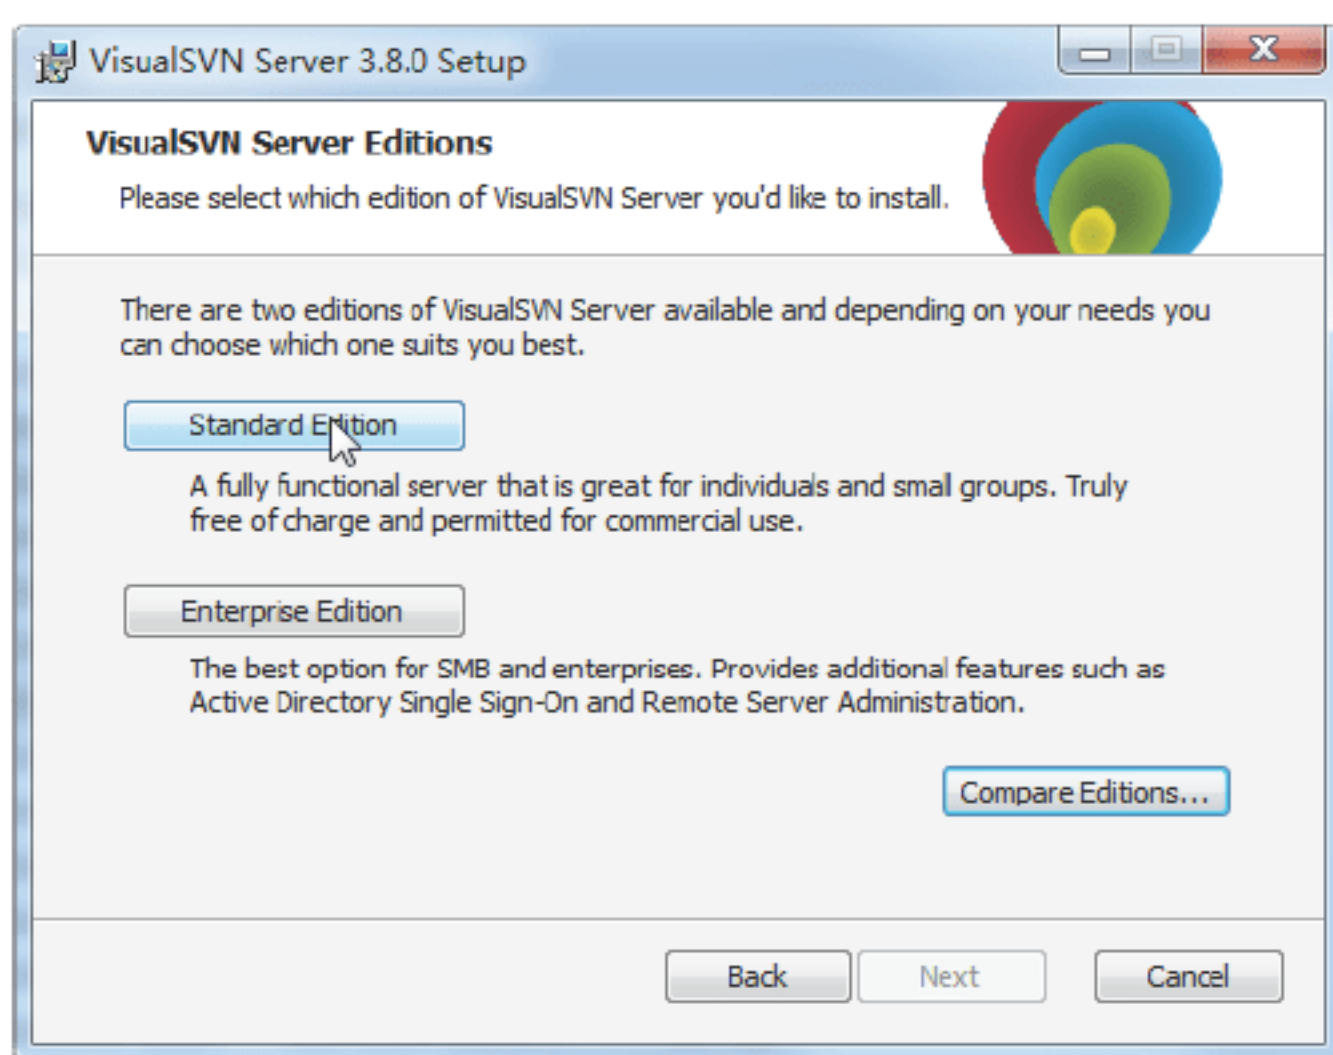 VisualSVN Server 3.8.0 Setup
VisualSVN Server Editions
Please select which edition of VisualSVN Server you'd like to install.
There are two editions of VisualSVN Server available and depending on your needs you
can choose which one suits you best.
Standard Edition
A fully functional server that is great for individuals and small groups. Truly
free of charge and permitted for commercial use.
Enterprise Edition
The best option for SMB and enterprises. Provides additional features such as
Active Directory Single Sign-On and Remote Server Administration.
Compare Editions...
Back Next Cancel